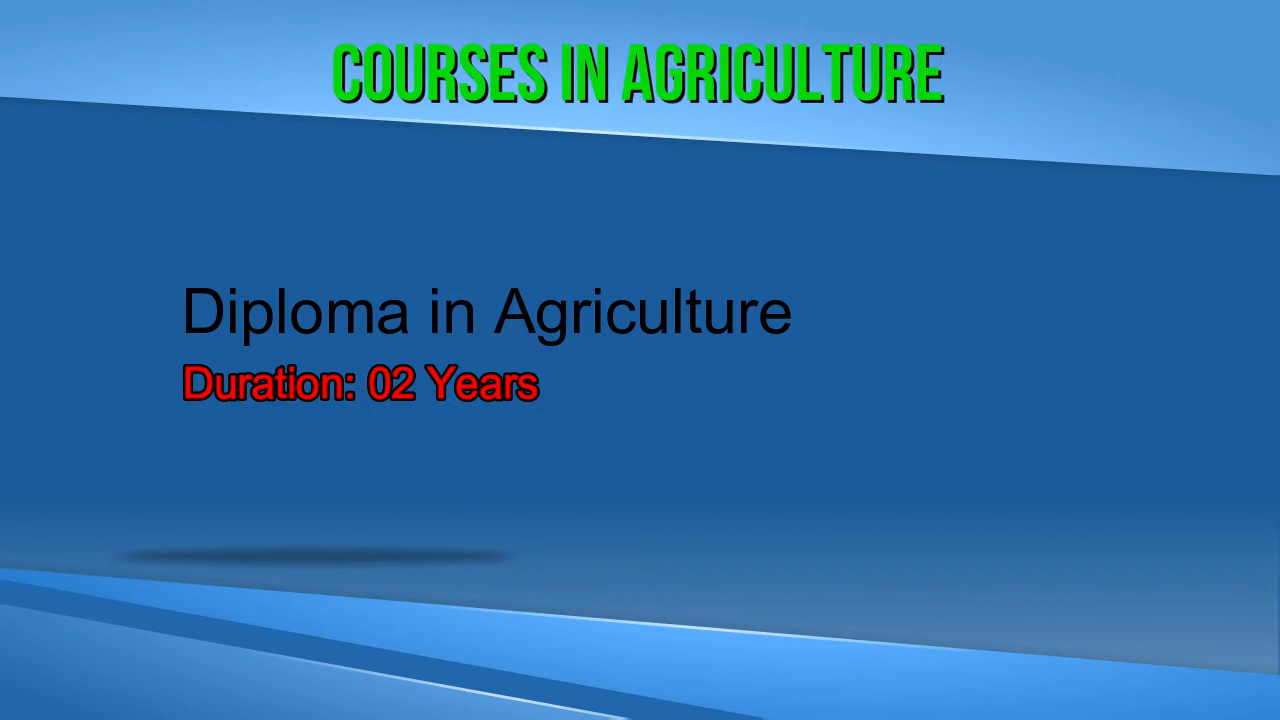 COURSES IN AGRICULTURE
Diploma in Agriculture
Duration: 02 Years